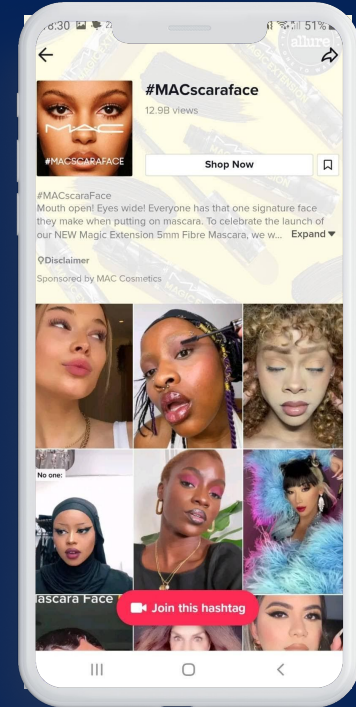 8:30
51%
allure
MAC
#MACSCARAFACE
#MACscaraface
12.9B views
Shop Now
#MACscaraFace
Mouth open! Eyes wide! Everyone has that one signature face
they make when putting on mascara. To celebrate the launch of
our NEW Magic Extension 5mm Fibre Mascara, we w... Expand
Disclaimer
Sponsored by MAC Cosmetics
No one:
ascara Face
Join this hashtag